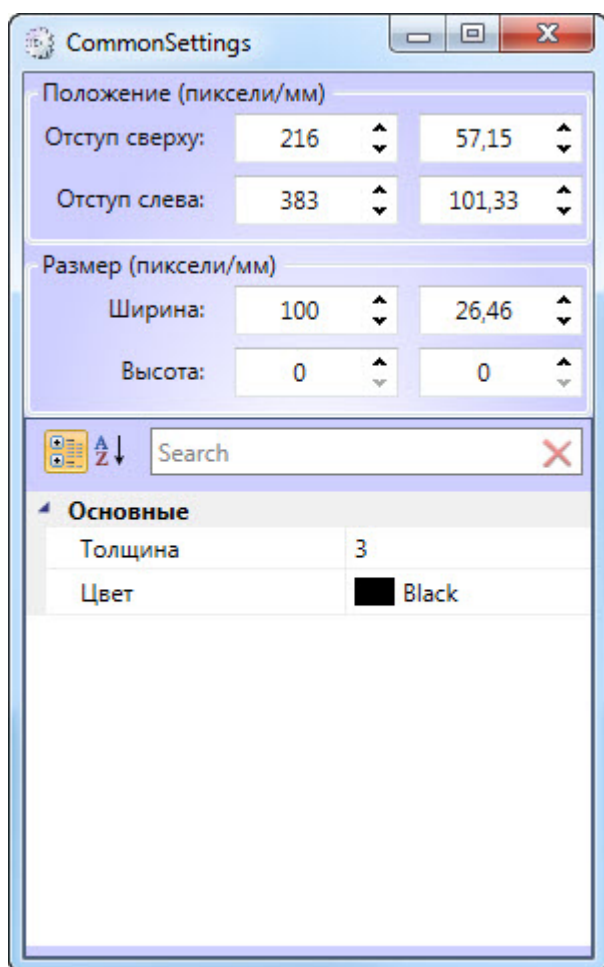 CommonSettings
Положение (пиксели/мм)
Отступ сверху: 216 57,15
Отступ слева: 383 101,33
Размер (пиксели/мм)
Ширина: 100 26,46
Высота: 0 0
Search
Основные
Толщина 3
Цвет Black